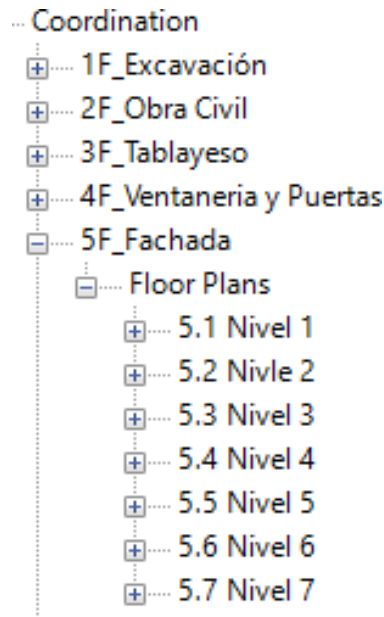 Coordination
1F_Excavación
2F_Obra Civil
3F_Tablayeso
4F_Ventaneria y Puertas
5F_Fachada
Floor Plans
5.1 Nivel 1
5.2 Nivle 2
5.3 Nivel 3
5.4 Nivel 4
5.5 Nivel 5
5.6 Nivel 6
5.7 Nivel 7